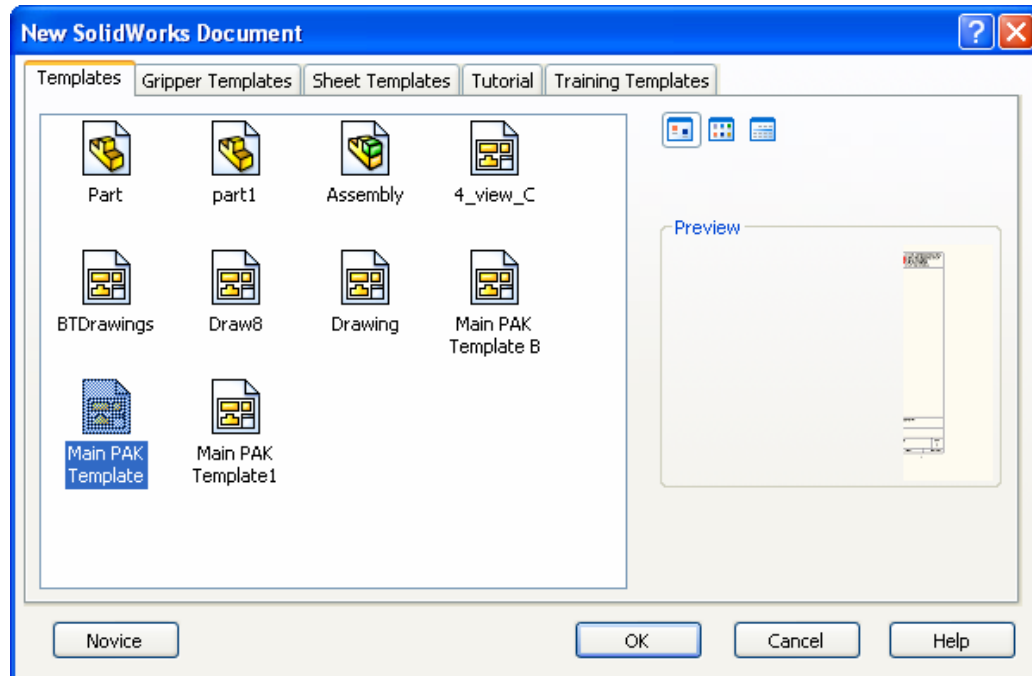 New SolidWorks Document
Templates Gripper Templates Sheet Templates Tutorial Training Templates
Part part1 Assembly 4_view_C
Preview
BTDrawings Draw8 Drawing Main PAK
Template B
Main PAK Main PAK
Template Template1
Novice OK Cancel Help